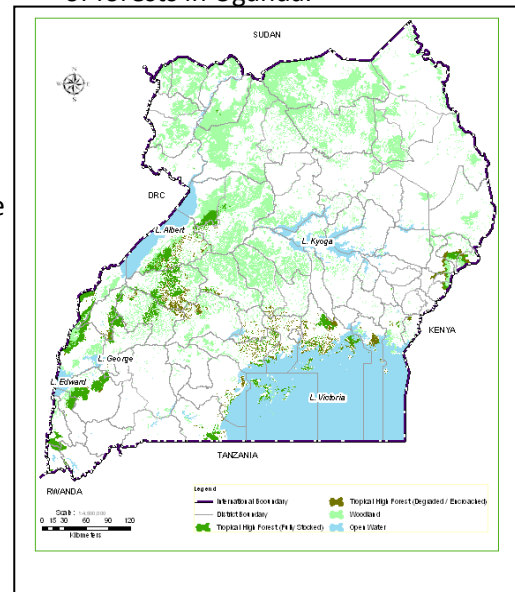 of forests in Uganda.
SUDAN
N
DRC
L. Albert
L. Kyoga
e
KENYA
L. George
L. Edward
L. Victoria
TANZANIA
RWANDA
Legend
International Boundary
District Boundary
Tropical High Forest (Fully Stocked)
Tropical High Forest (Degraded / Encroached)
Woodland
Open Water
Scale :
0 15 30 60 90 120
Kilometers